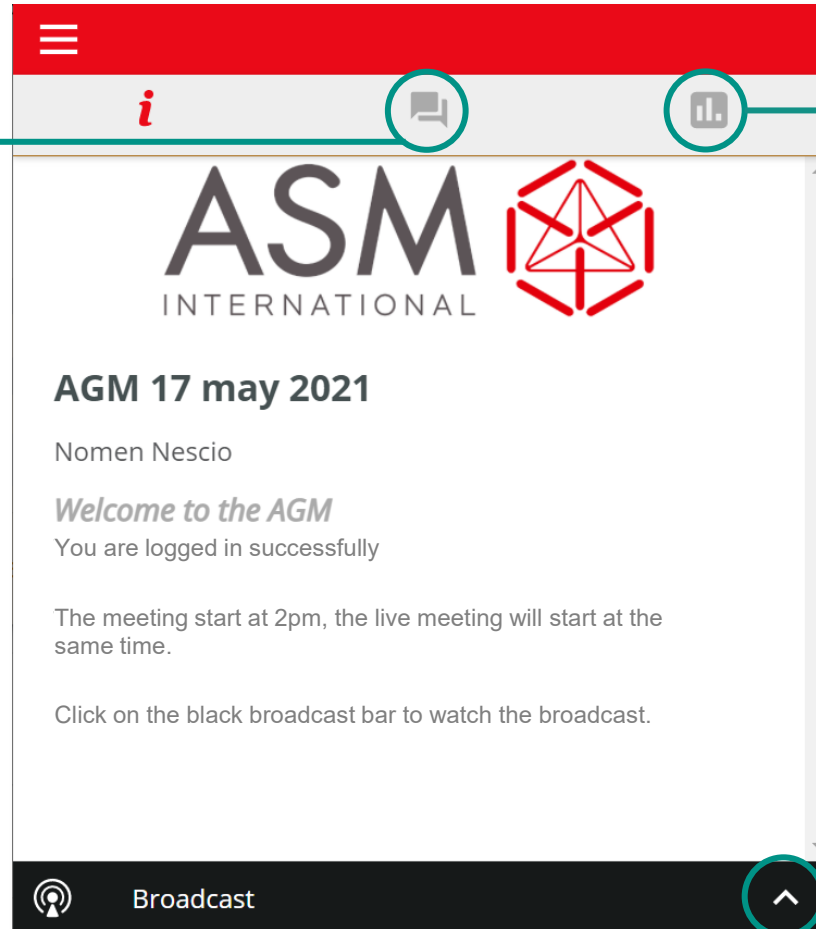 i
ASM
INTERNATIONAL
AGM 17 may 2021
Nomen Nescio
Welcome to the AGM
You are logged in successfully
The meeting start at 2pm, the live meeting will start at the
same time.
Click on the black broadcast bar to watch the broadcast.
Broadcast